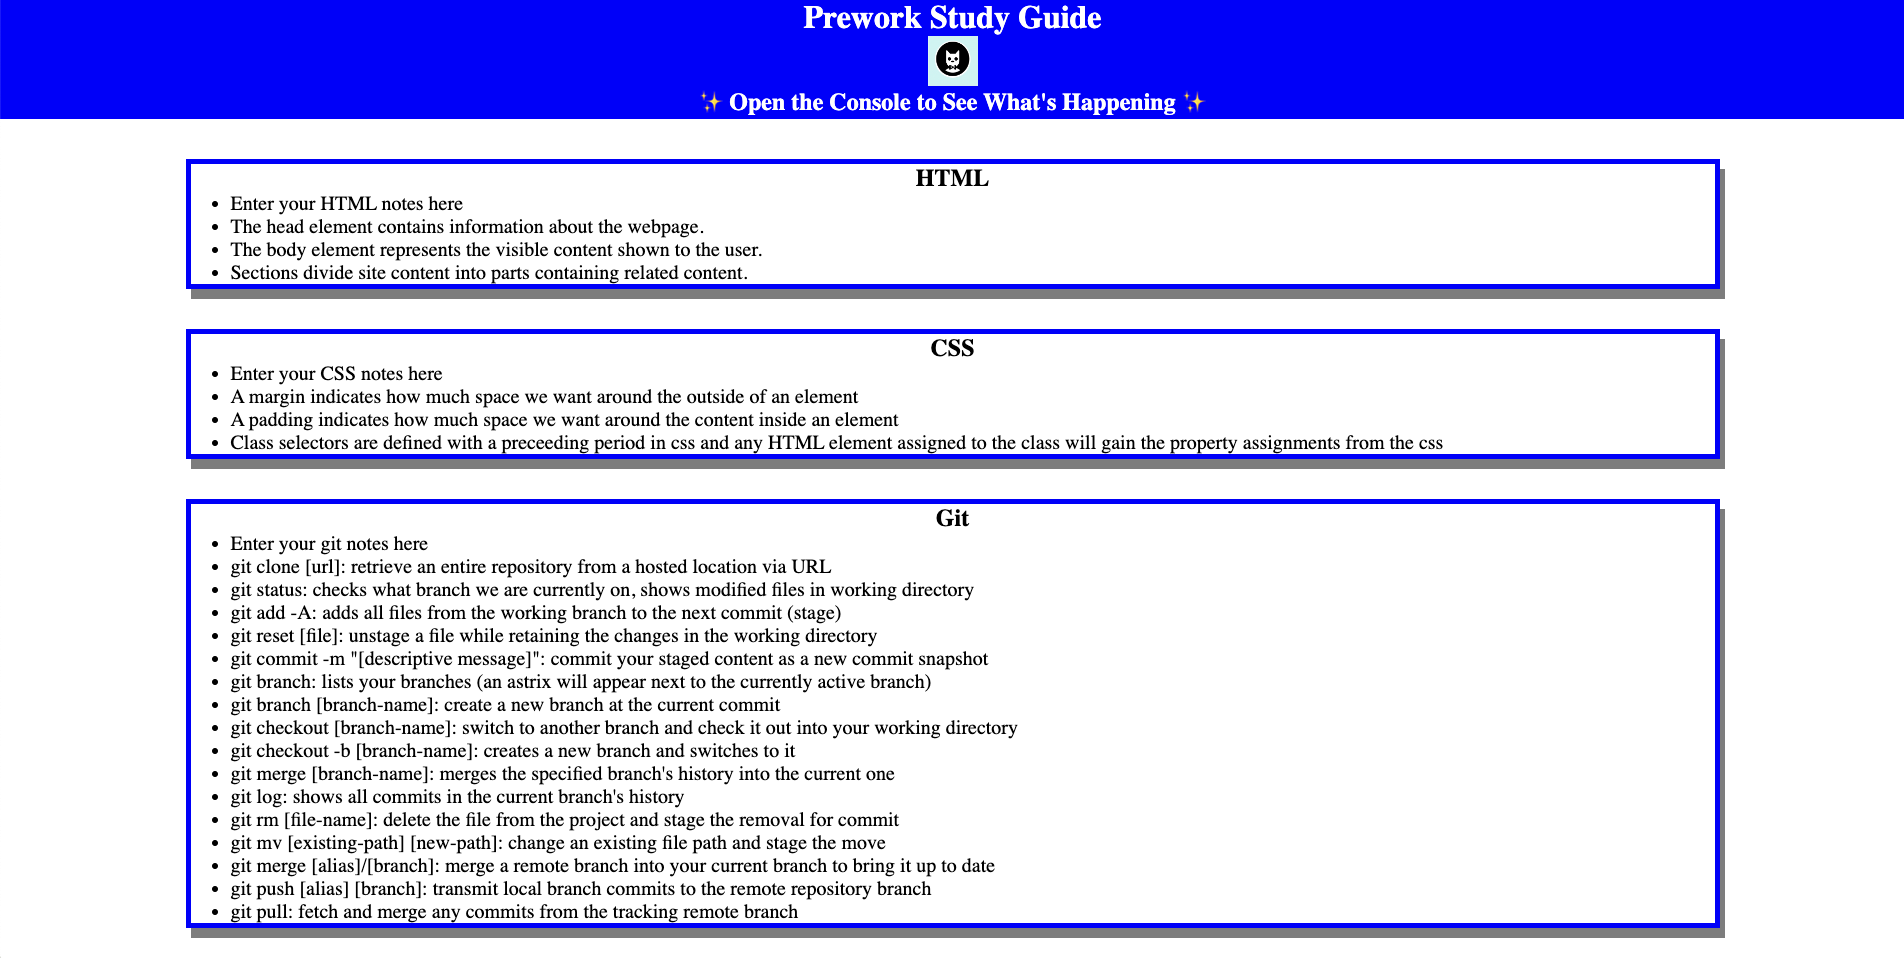 Prework Study Guide
✨ Open the Console to See What's Happening ✨
HTML
• Enter your HTML notes here
• The head element contains information about the webpage.
• The body element represents the visible content shown to the user.
• Sections divide site content into parts containing related content.
CSS
• Enter your CSS notes here
• A margin indicates how much space we want around the outside of an element
• A padding indicates how much space we want around the content inside an element
• Class selectors are defined with a preceeding period in css and any HTML element assigned to the class will gain the property assignments from the css
Git
• Enter your git notes here
• git clone [url]: retrieve an entire repository from a hosted location via URL
• git status: checks what branch we are currently on, shows modified files in working directory
• git add -A: adds all files from the working branch to the next commit (stage)
• git reset [file]: unstage a file while retaining the changes in the working directory
• git commit -m "[descriptive message]": commit your staged content as a new commit snapshot
• git branch: lists your branches (an astrix will appear next to the currently active branch)
• git branch [branch-name]: create a new branch at the current commit
• git checkout [branch-name]: switch to another branch and check it out into your working directory
• git checkout -b [branch-name]: creates a new branch and switches to it
• git merge [branch-name]: merges the specified branch's history into the current one
• git log: shows all commits in the current branch's history
• git rm [file-name]: delete the file from the project and stage the removal for commit
• git mv [existing-path] [new-path]: change an existing file path and stage the move
• git merge [alias]/[branch]: merge a remote branch into your current branch to bring it up to date
• git push [alias] [branch]: transmit local branch commits to the remote repository branch
• git pull: fetch and merge any commits from the tracking remote branch